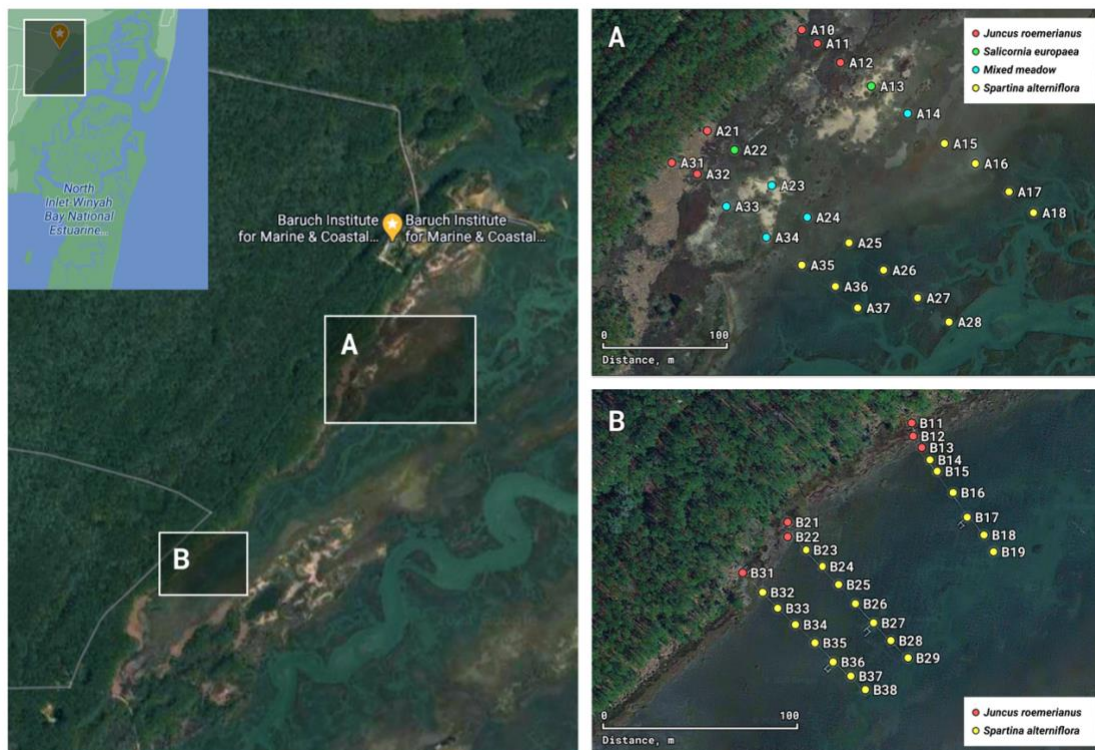 North
Inlet Winyah
Bay National
Estuarine...
Baruch Institute
for Marine & Coastal...
Baruch Institute
for Marine & Coastal...
A
B
A
A10
A11
A12
A13
A14
A15
A16
A17
A18
A21
A22
A23
A24
A25
A26
A27
A28
A31
A32
A33
A34
A35
A36
A37
Juncus roemerianus
Salicornia europaea
Mixed meadow
Spartina alterniflora
0 100
Distance, m
B
B11
B12
B13
B14
B15
B16
B17
B18
B19
B21
B22
B23
B24
B25
B26
B27
B28
B29
B31
B32
B33
B34
B35
B36
B37
B38
0 100
Distance, m
Juncus roemerianus
Spartina alterniflora